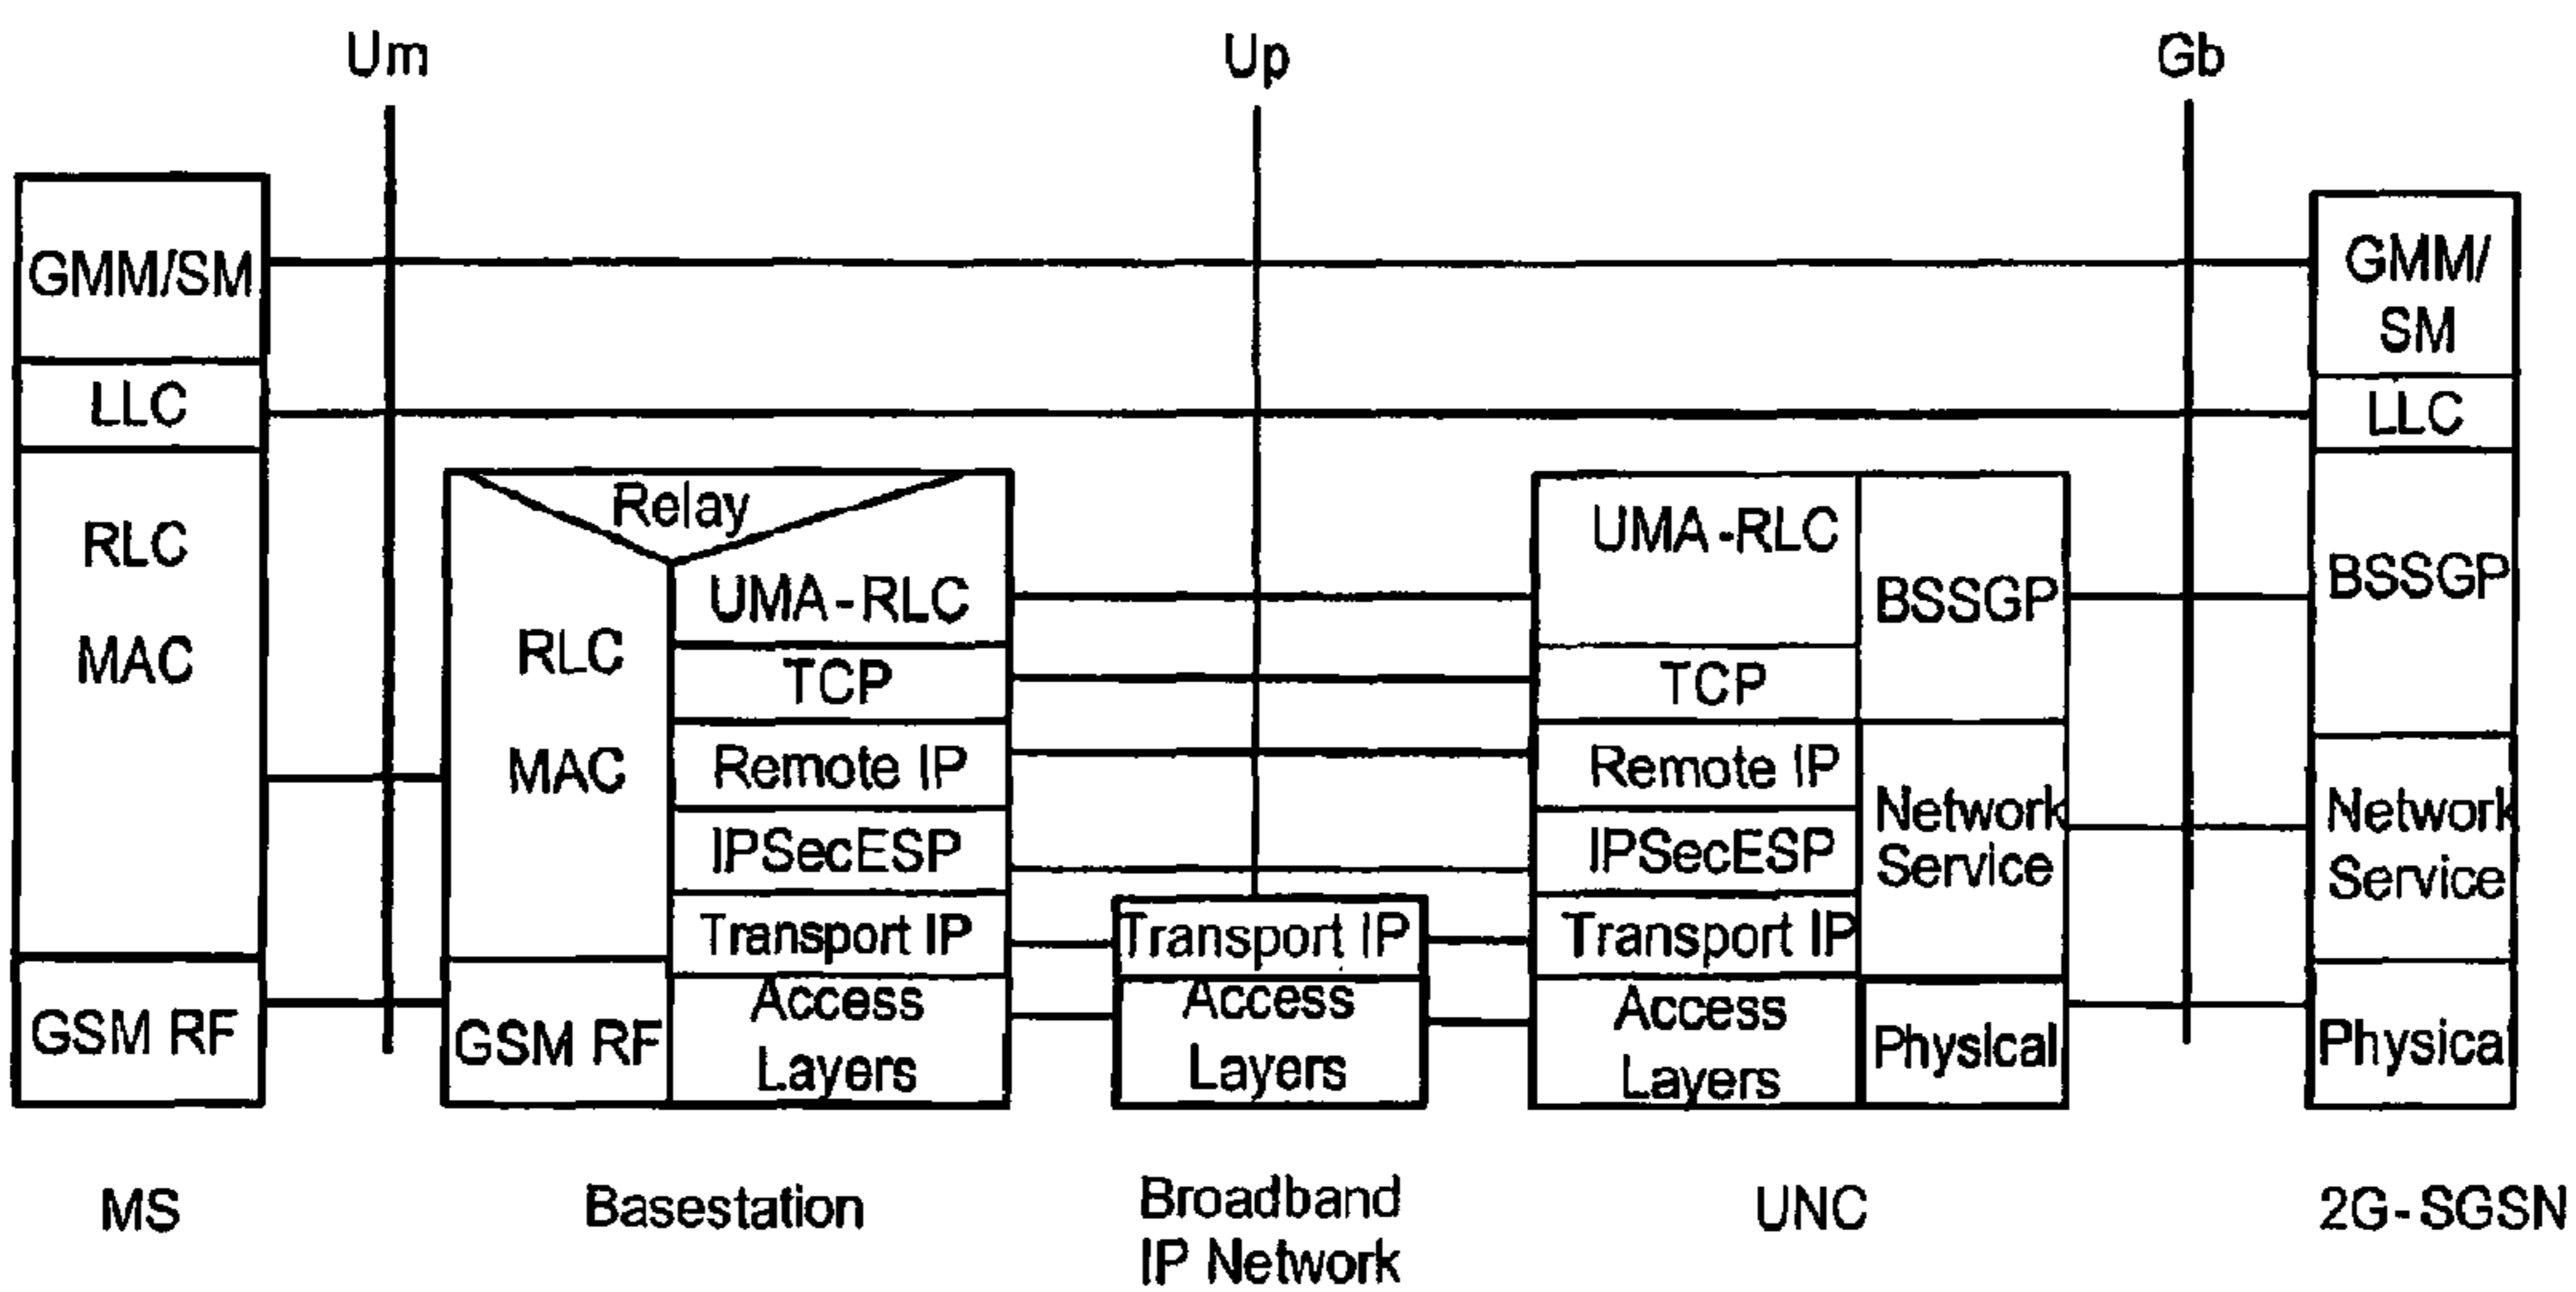 Um
Up
Gb
GMM/SM
LLC
RLC
MAC
GSM RF
MS
Relay
RLC
MAC
GSM RF
UMA-RLC
TCP
Remote IP
IPSecESP
Transport IP
Access
Layers
Basestation
Transport IP
Access
Layers
Broadband
IP Network
UMA-RLC
TCP
Remote IP
IPSecESP
Transport IP
Access
Layers
BSSGP
Network
Service
Physical
UNC
GMM/
SM
LLC
BSSGP
Network
Service
Physical
2G-SGSN